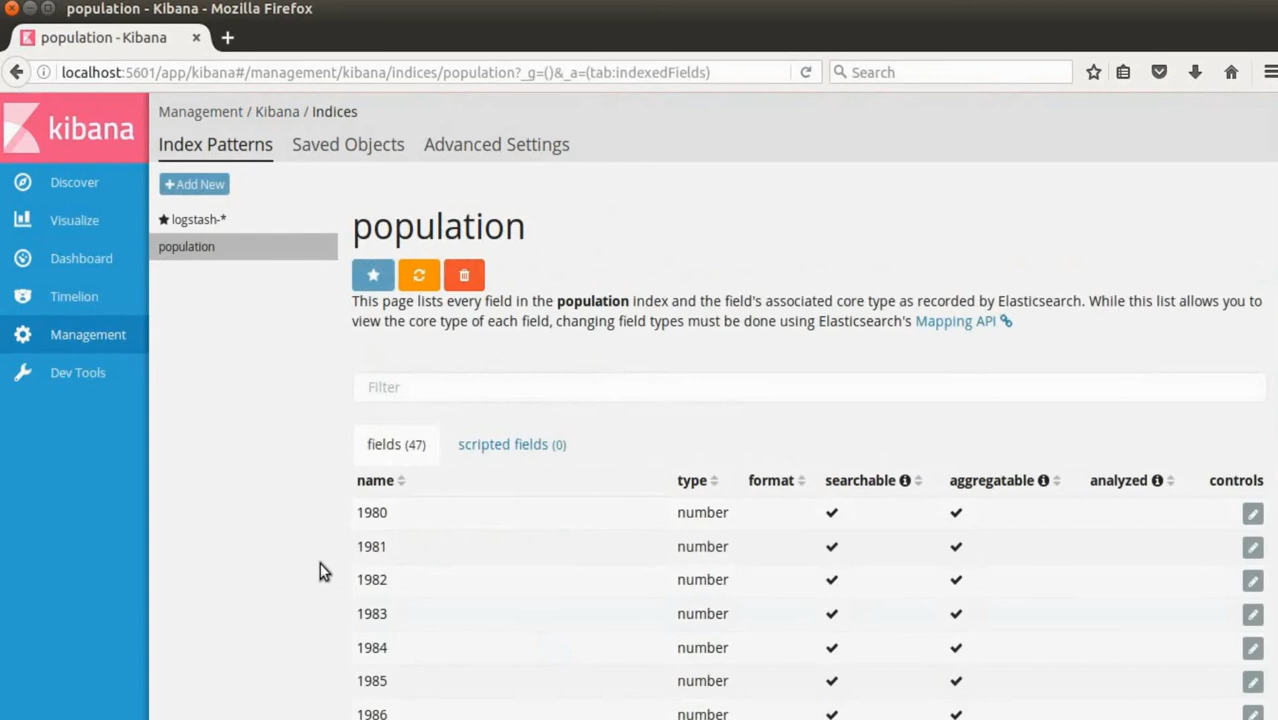 population - Kibana - Mozilla Firefox
population - Kibana
localhost:5601/app/kibana#/management/kibana/indices/population?_g=()&_a=(tab:indexedFields)
Search
kibana
Management / Kibana / Indices
Index Patterns Saved Objects Advanced Settings
Discover
Visualize
Dashboard
Timelion
Management
Dev Tools
Add New
logstash-*
population
population
This page lists every field in the population index and the field's associated core type as recorded by Elasticsearch. While this list allows you to
view the core type of each field, changing field types must be done using Elasticsearch's Mapping API
Filter
fields (47) scripted fields (0)
name type format searchable aggregatable analyzed controls
1980 number
1981 number
1982 number
1983 number
1984 number
1985 number
1986 number